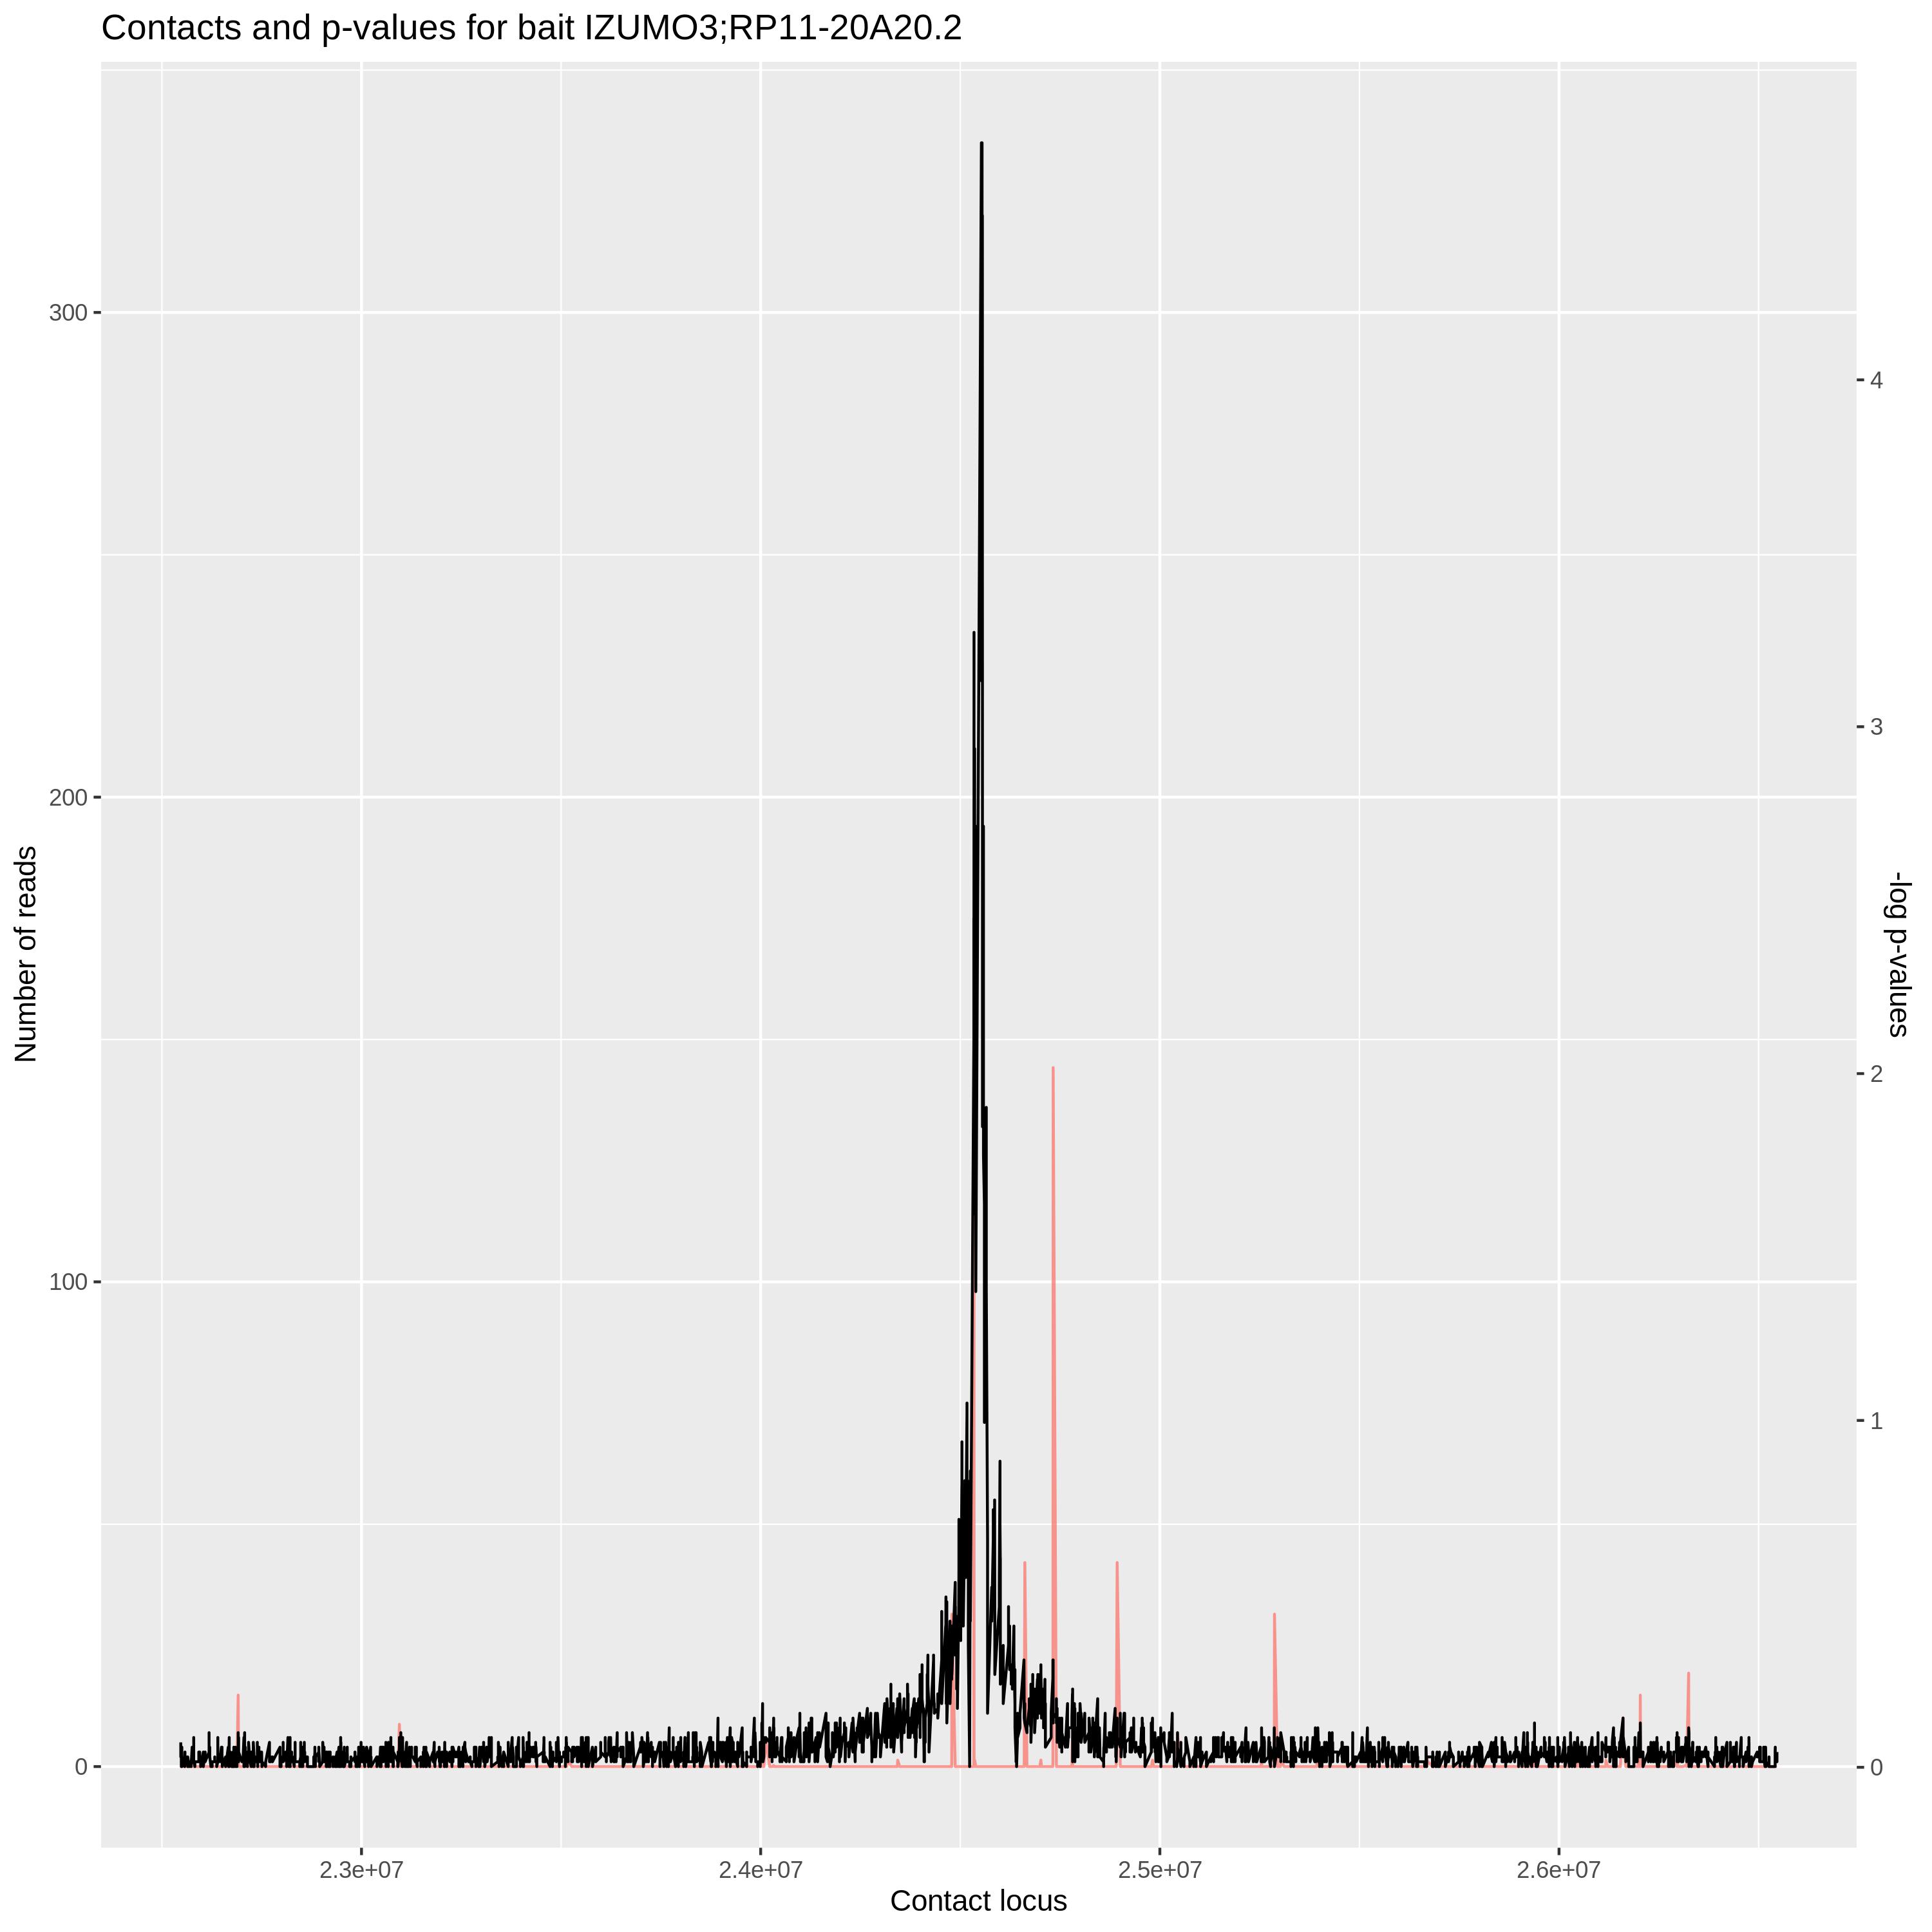 Contacts and p-values for bait IZUMO3;RP11-20A20.2
300
200
100
0
Number of reads
4
3
2
1
0
-log p-values
2.3e+07
2.4e+07
2.5e+07
2.6e+07
Contact locus